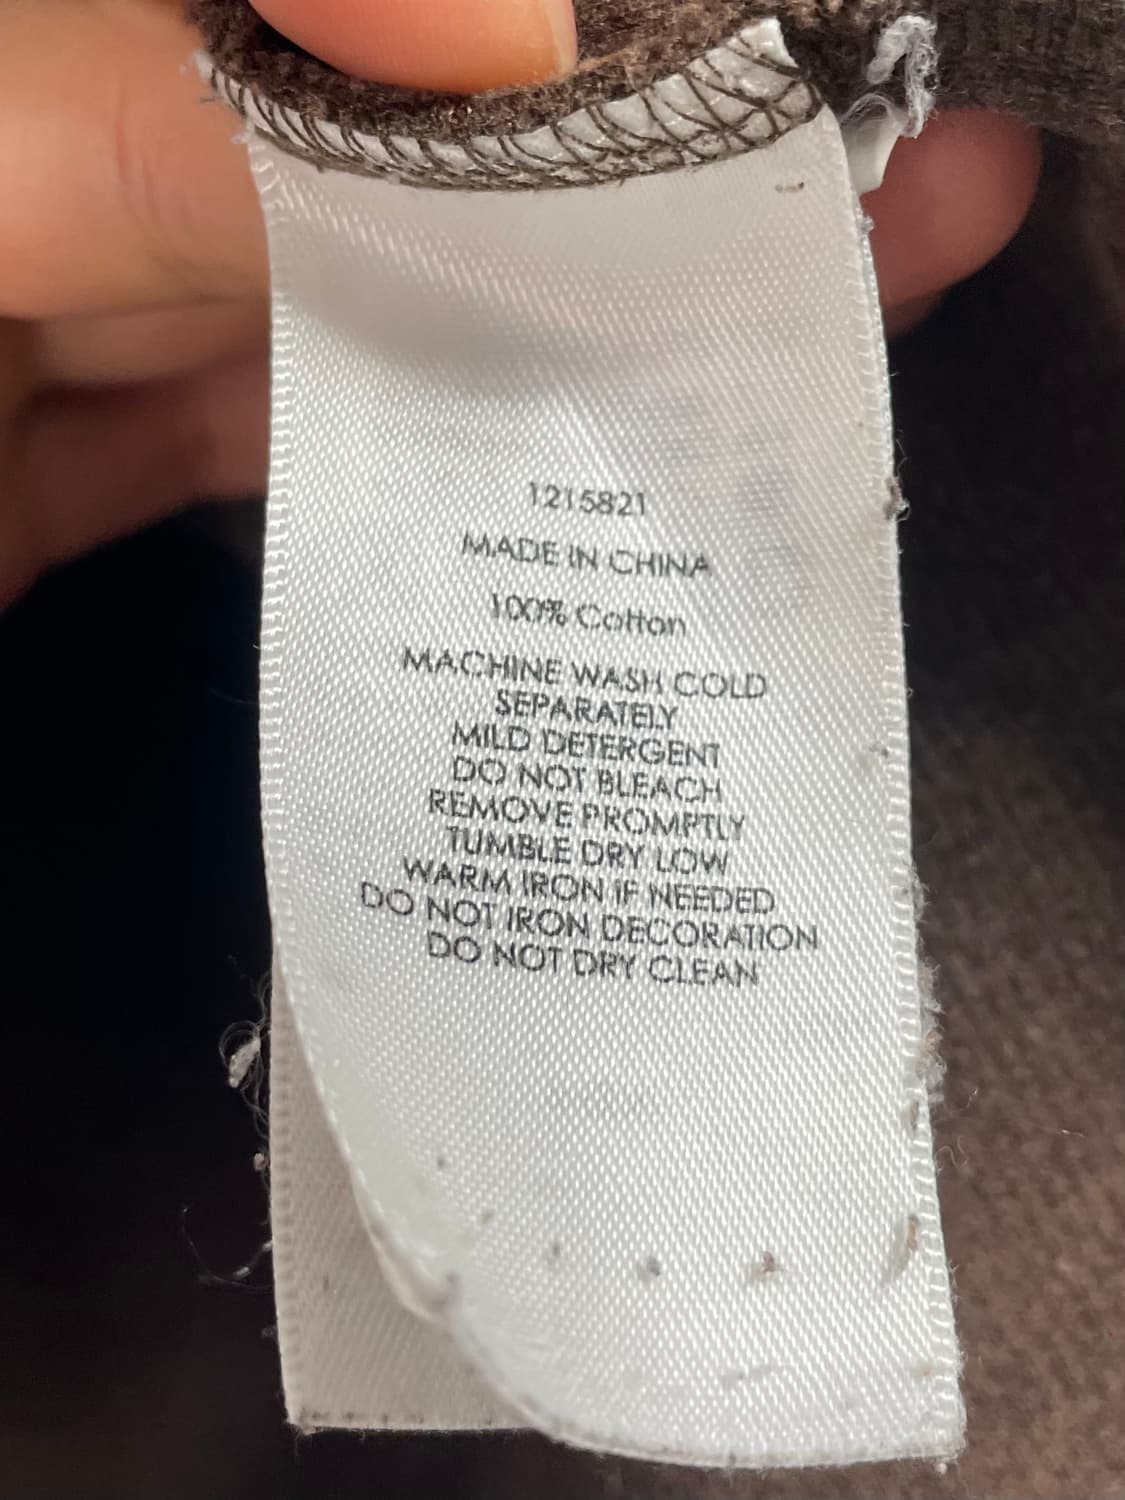 1215821
MADE IN CHINA
100% Cotton
MACHINE WASH COLD
SEPARATELY
MILD DETERGENT
DO NOT BLEACH
REMOVE PROMPTLY
TUMBLE DRY LOW
WARM IRON IF NEEDED
DO NOT IRON DECORATION
DO NOT DRY CLEAN